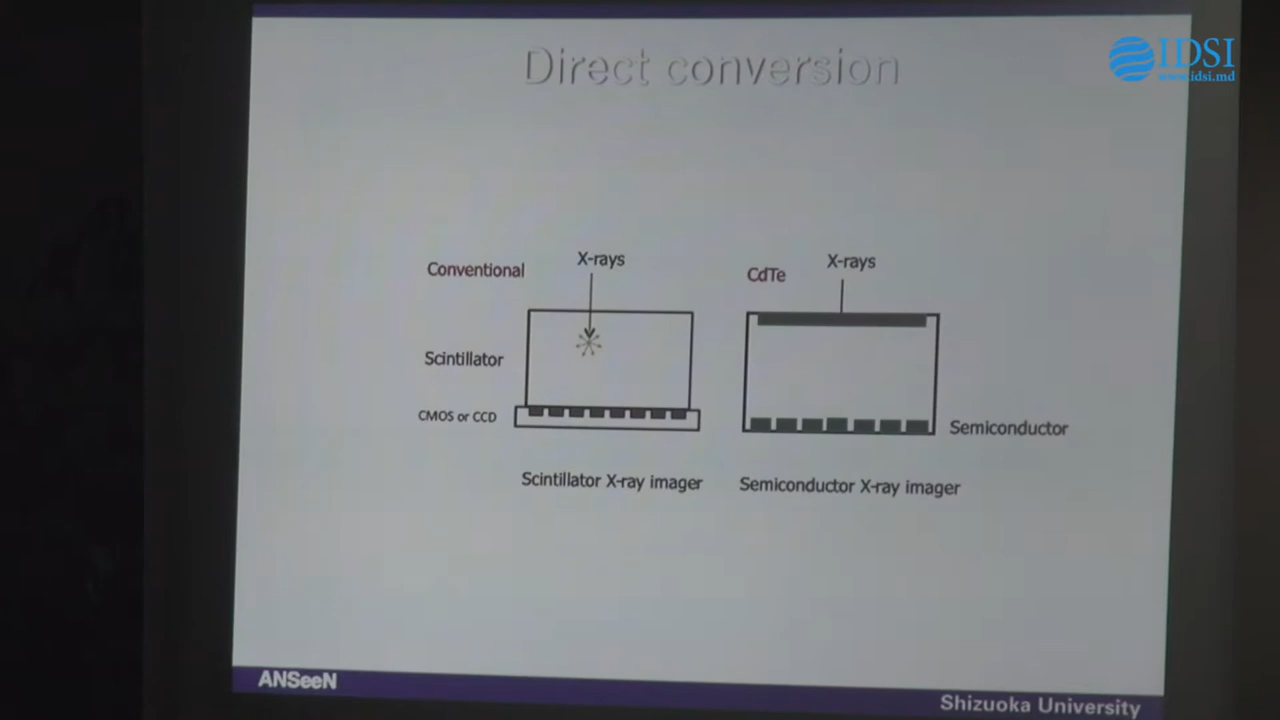 Direct conversion
IDSI
www.idsi.md
Conventional
X-rays
CdTe
X-rays
Scintillator
CMOS or CCD
Semiconductor
Scintillator X-ray imager
Semiconductor X-ray imager
ANSeeN
Shizuoka University